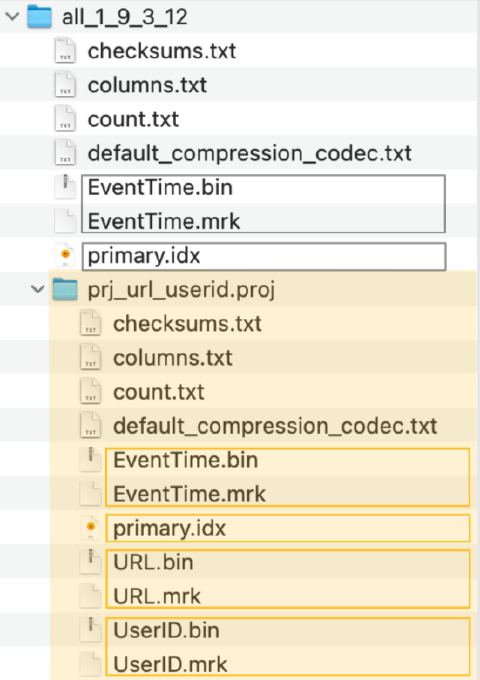 all_1_9_3_12
checksums.txt
columns.txt
count.txt
default_compression_codec.txt
EventTime.bin
EventTime.mrk
primary.idx
prj_url_userid.proj
checksums.txt
columns.txt
count.txt
default_compression_codec.txt
EventTime.bin
EventTime.mrk
primary.idx
URL.bin
URL.mrk
UserID.bin
UserID.mrk